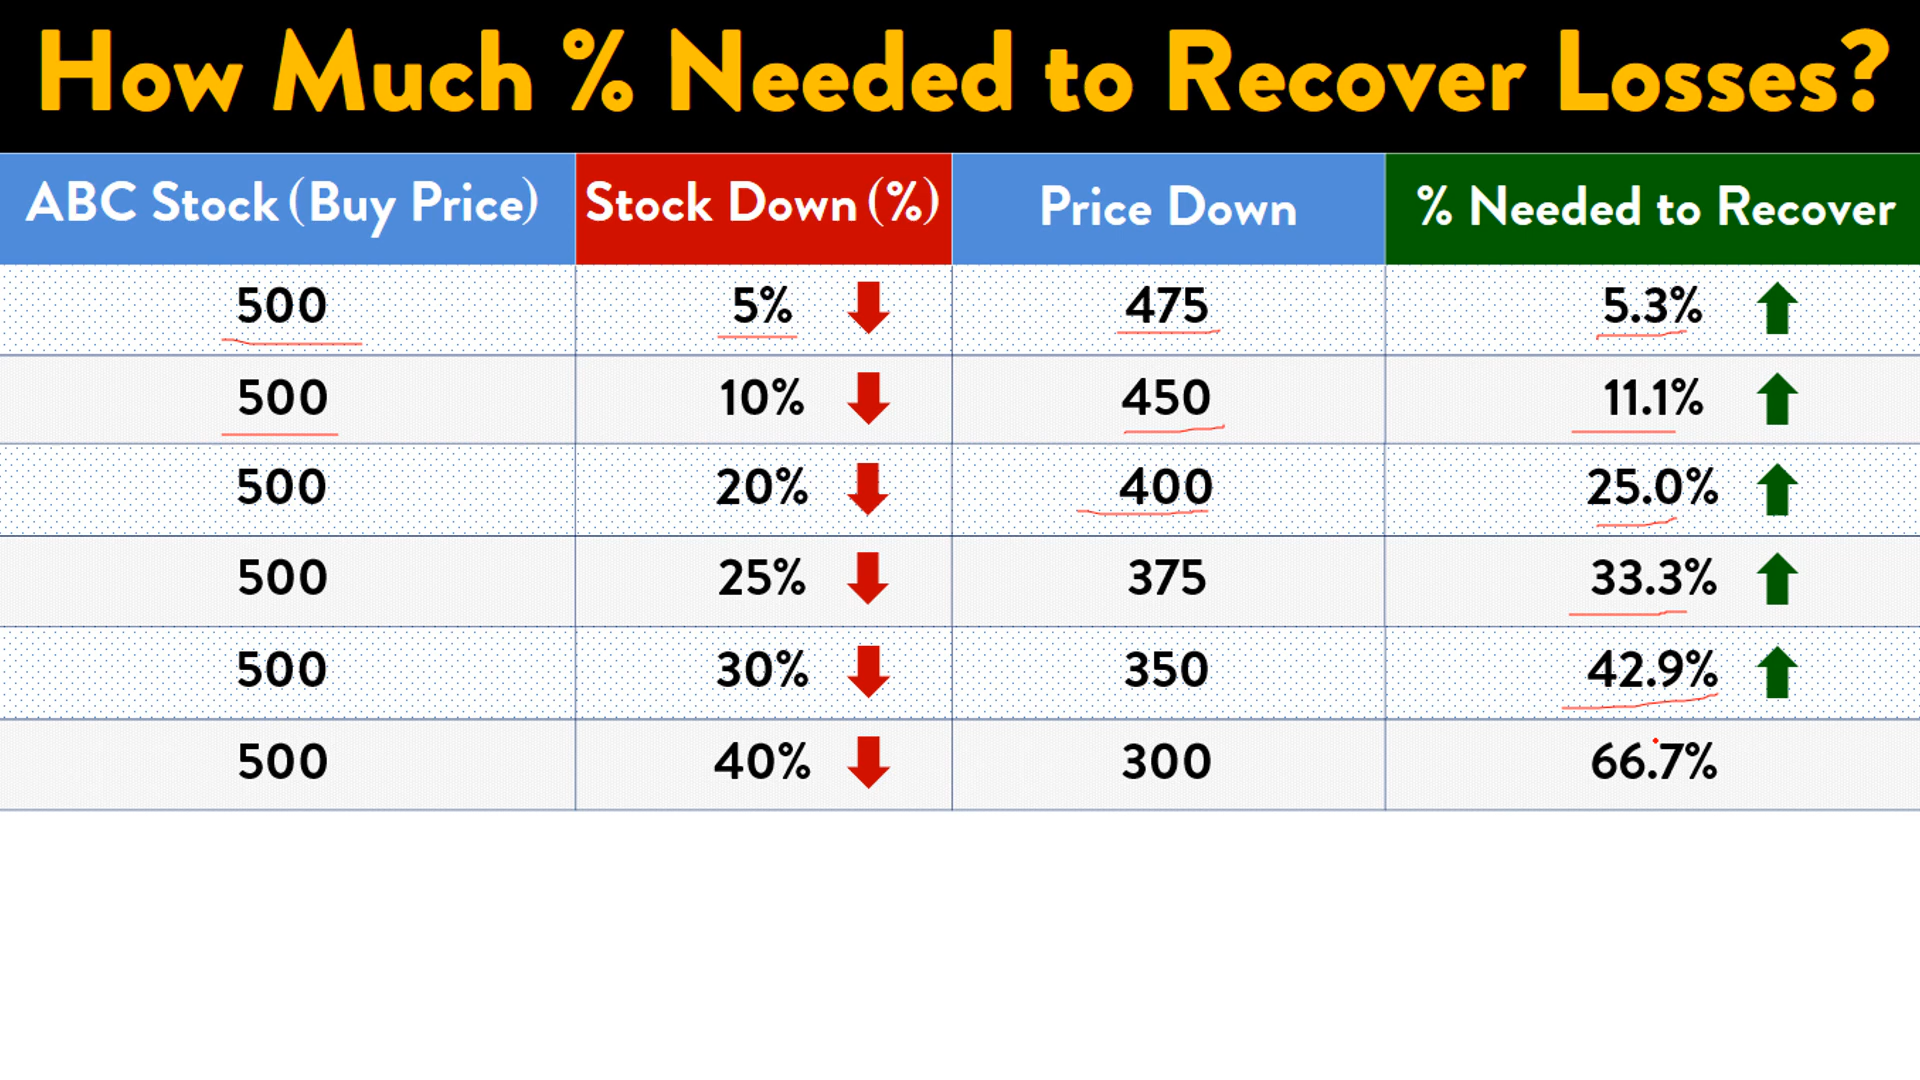 How Much % Needed to Recover Losses?
ABC Stock (Buy Price) Stock Down (%) Price Down % Needed to Recover
500 5% 475 5.3%
500 10% 450 11.1%
500 20% 400 25.0%
500 25% 375 33.3%
500 30% 350 42.9%
500 40% 300 66.7%